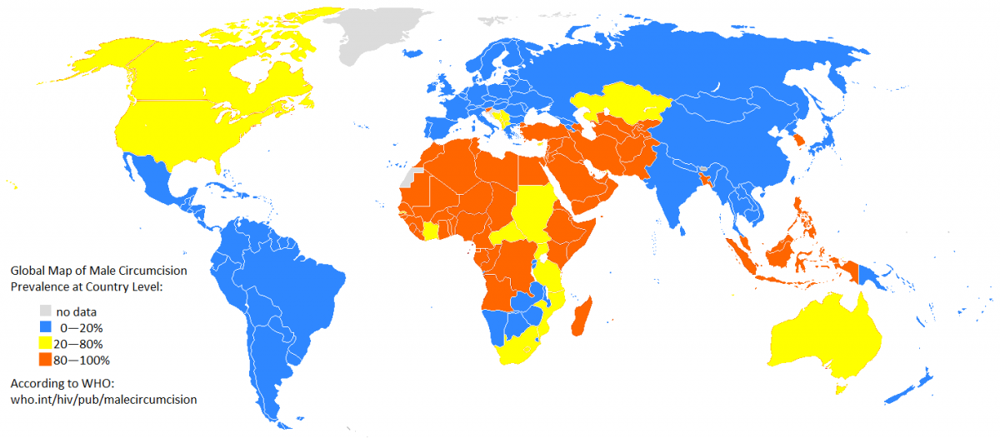 Global Map of Male Circumcision
Prevalence at Country Level:
no data
0—20%
20—80%
80—100%
According to WHO:
who.int/hiv/pub/malecircumcision